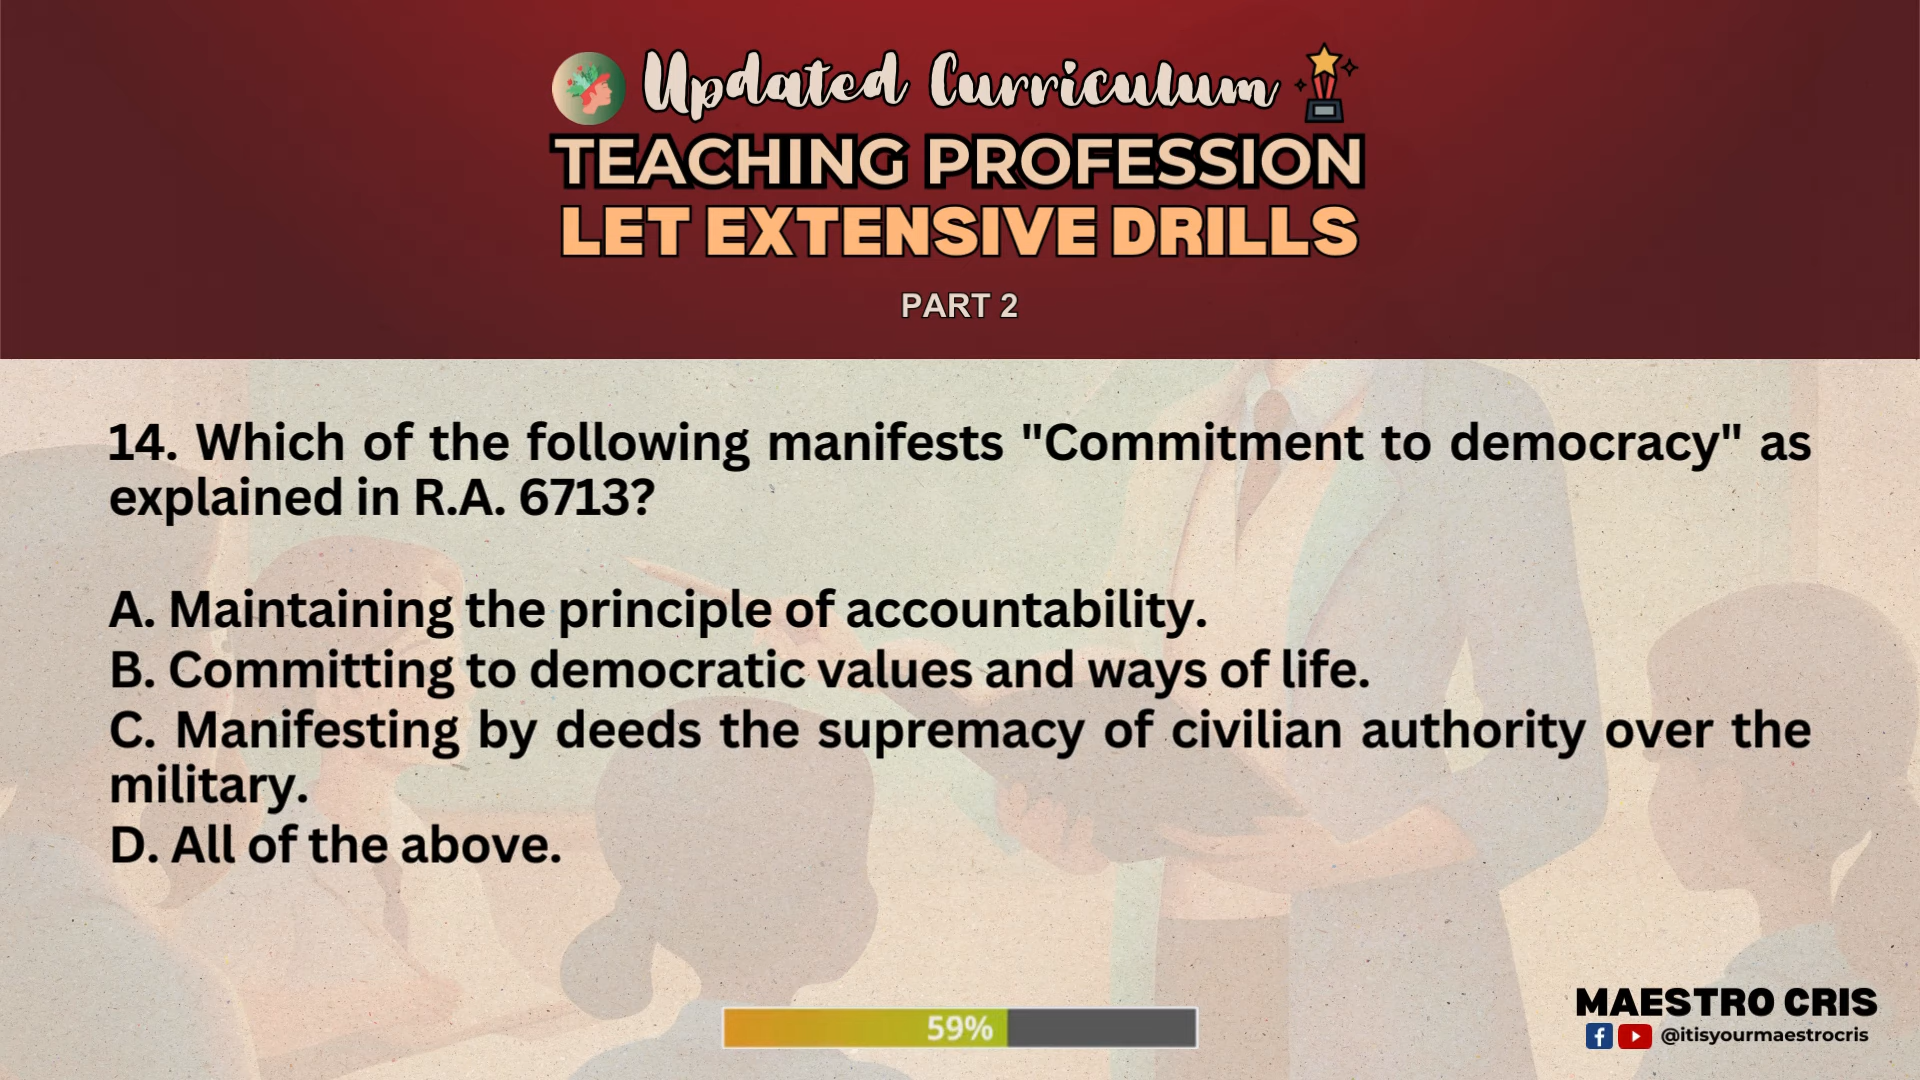 Updated Curriculum
TEACHING PROFESSION
LET EXTENSIVE DRILLS
PART 2
14. Which of the following manifests "Commitment to democracy" as
explained in R.A. 6713?
A. Maintaining the principle of accountability.
B. Committing to democratic values and ways of life.
C. Manifesting by deeds the supremacy of civilian authority over the
military.
D. All of the above.
59%
MAESTRO CRIS
@itisyourmaestrocris